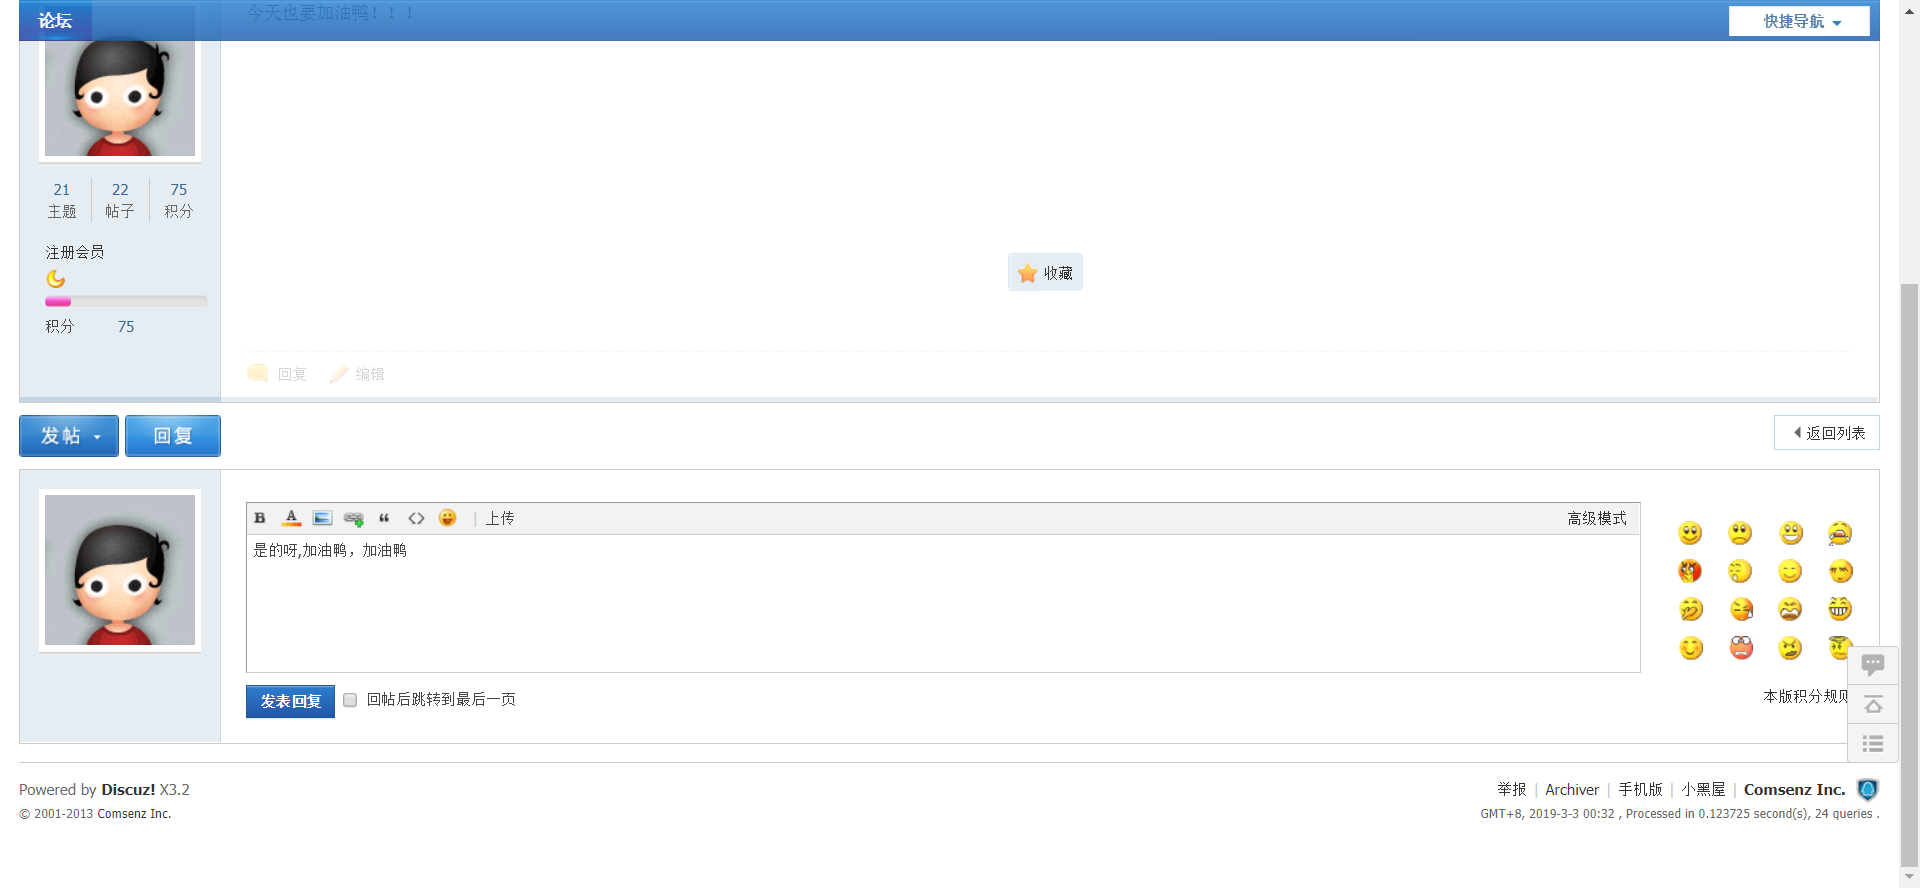 论坛
今天也要加油鸭！！！
快捷导航
21 22 75
主题 帖子 积分
注册会员
积分 75
收藏
回复 编辑
发帖 回复
返回列表
B A “ <> | 上传
高级模式
是的呀,加油鸭，加油鸭
发表回复 回帖后跳转到最后一页
本版积分规
Powered by Discuz! X3.2
© 2001-2013 Comsenz Inc.
举报 | Archiver | 手机版 | 小黑屋 | Comsenz Inc.
GMT+8, 2019-3-3 00:32 , Processed in 0.123725 second(s), 24 queries .